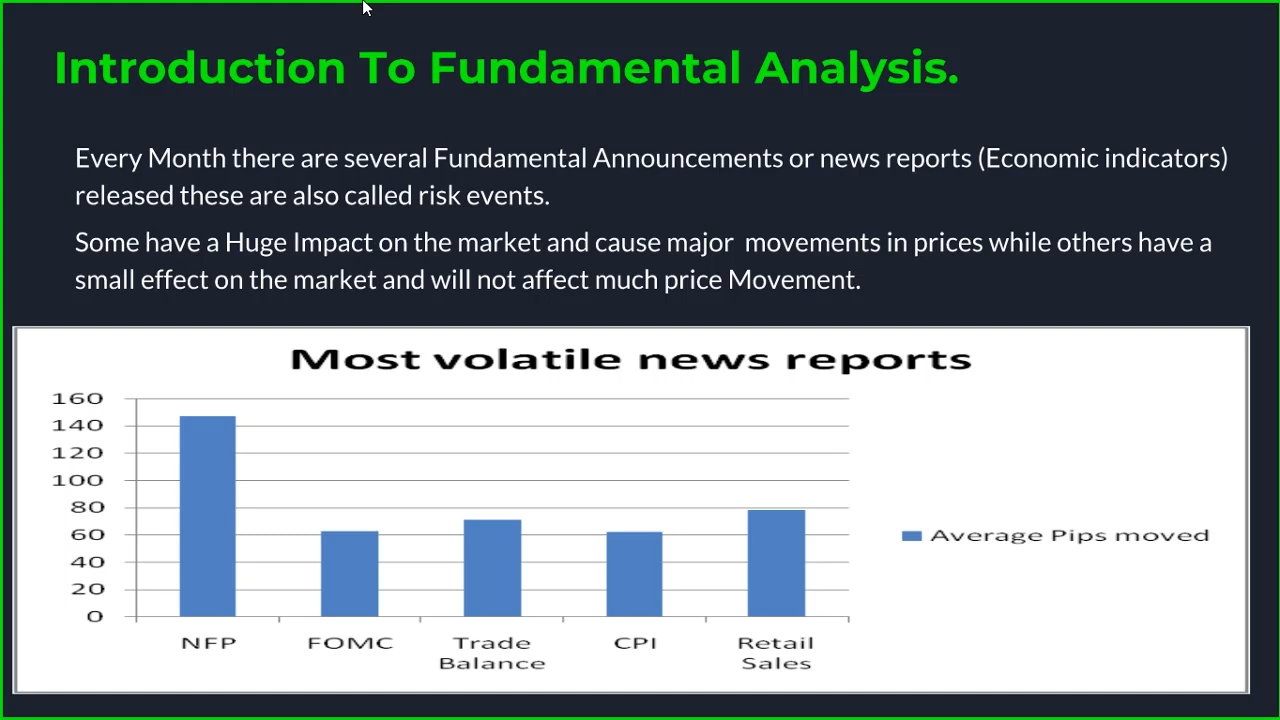 Introduction To Fundamental Analysis.
Every Month there are several Fundamental Announcements or news reports (Economic indicators)
released these are also called risk events.
Some have a Huge Impact on the market and cause major  movements in prices while others have a
small effect on the market and will not affect much price Movement.
Most volatile news reports
160
140
120
100
80
60
40
20
0
NFP
FOMC
Trade
Balance
CPI
Retail
Sales
Average Pips moved